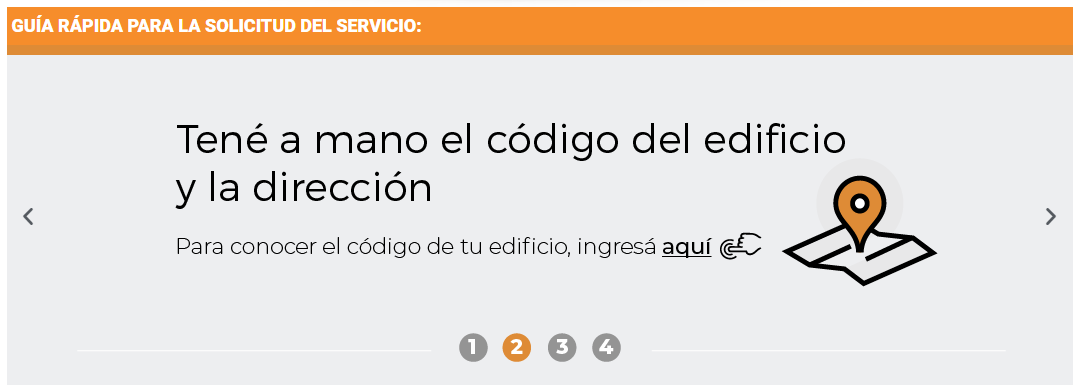 GUÍA RÁPIDA PARA LA SOLICITUD DEL SERVICIO:
Tené a mano el código del edificio
y la dirección
Para conocer el código de tu edificio, ingresá aquí
1 2 3 4